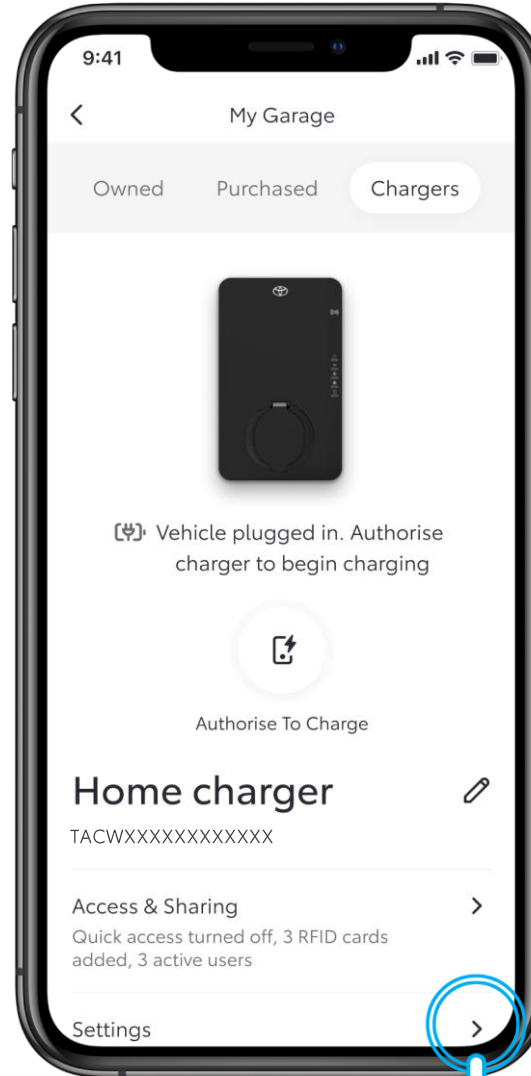 9:41
My Garage
Owned Purchased Chargers
Vehicle plugged in. Authorise
charger to begin charging
Authorise To Charge
Home charger
TACWXXXXXXXXXXXXX
Access & Sharing
Quick access turned off, 3 RFID cards
added, 3 active users
Settings